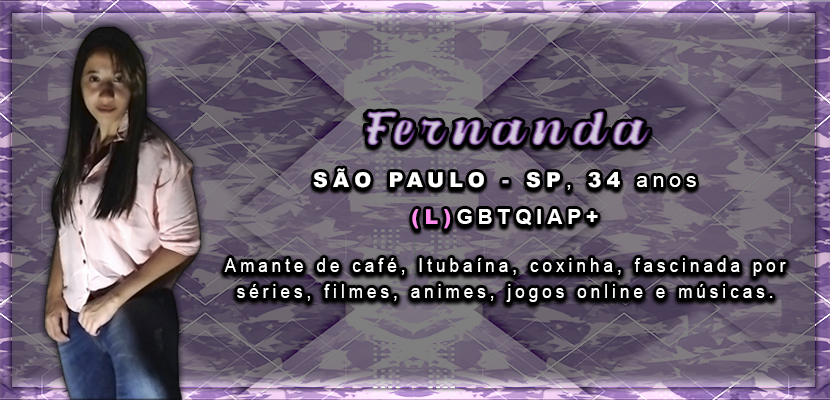 Fernanda
SÃO PAULO - SP, 34 anos
(L)GBTQIAP+
Amante de café, Itubaína, coxinha, fascinada por
séries, filmes, animes, jogos online e músicas.